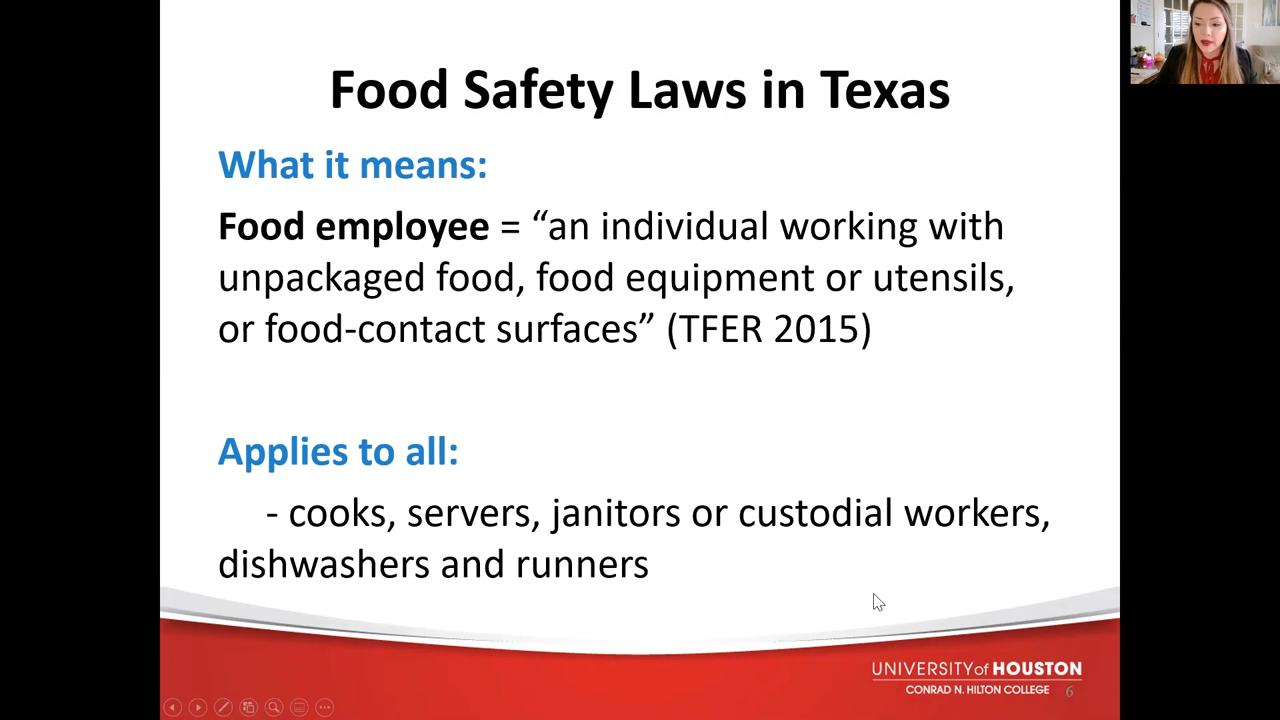 Food Safety Laws in Texas
What it means:
Food employee = “an individual working with
unpackaged food, food equipment or utensils,
or food-contact surfaces” (TFER 2015)
Applies to all:
- cooks, servers, janitors or custodial workers,
dishwashers and runners
UNIVERSITY of HOUSTON
CONRAD N. HILTON COLLEGE 6